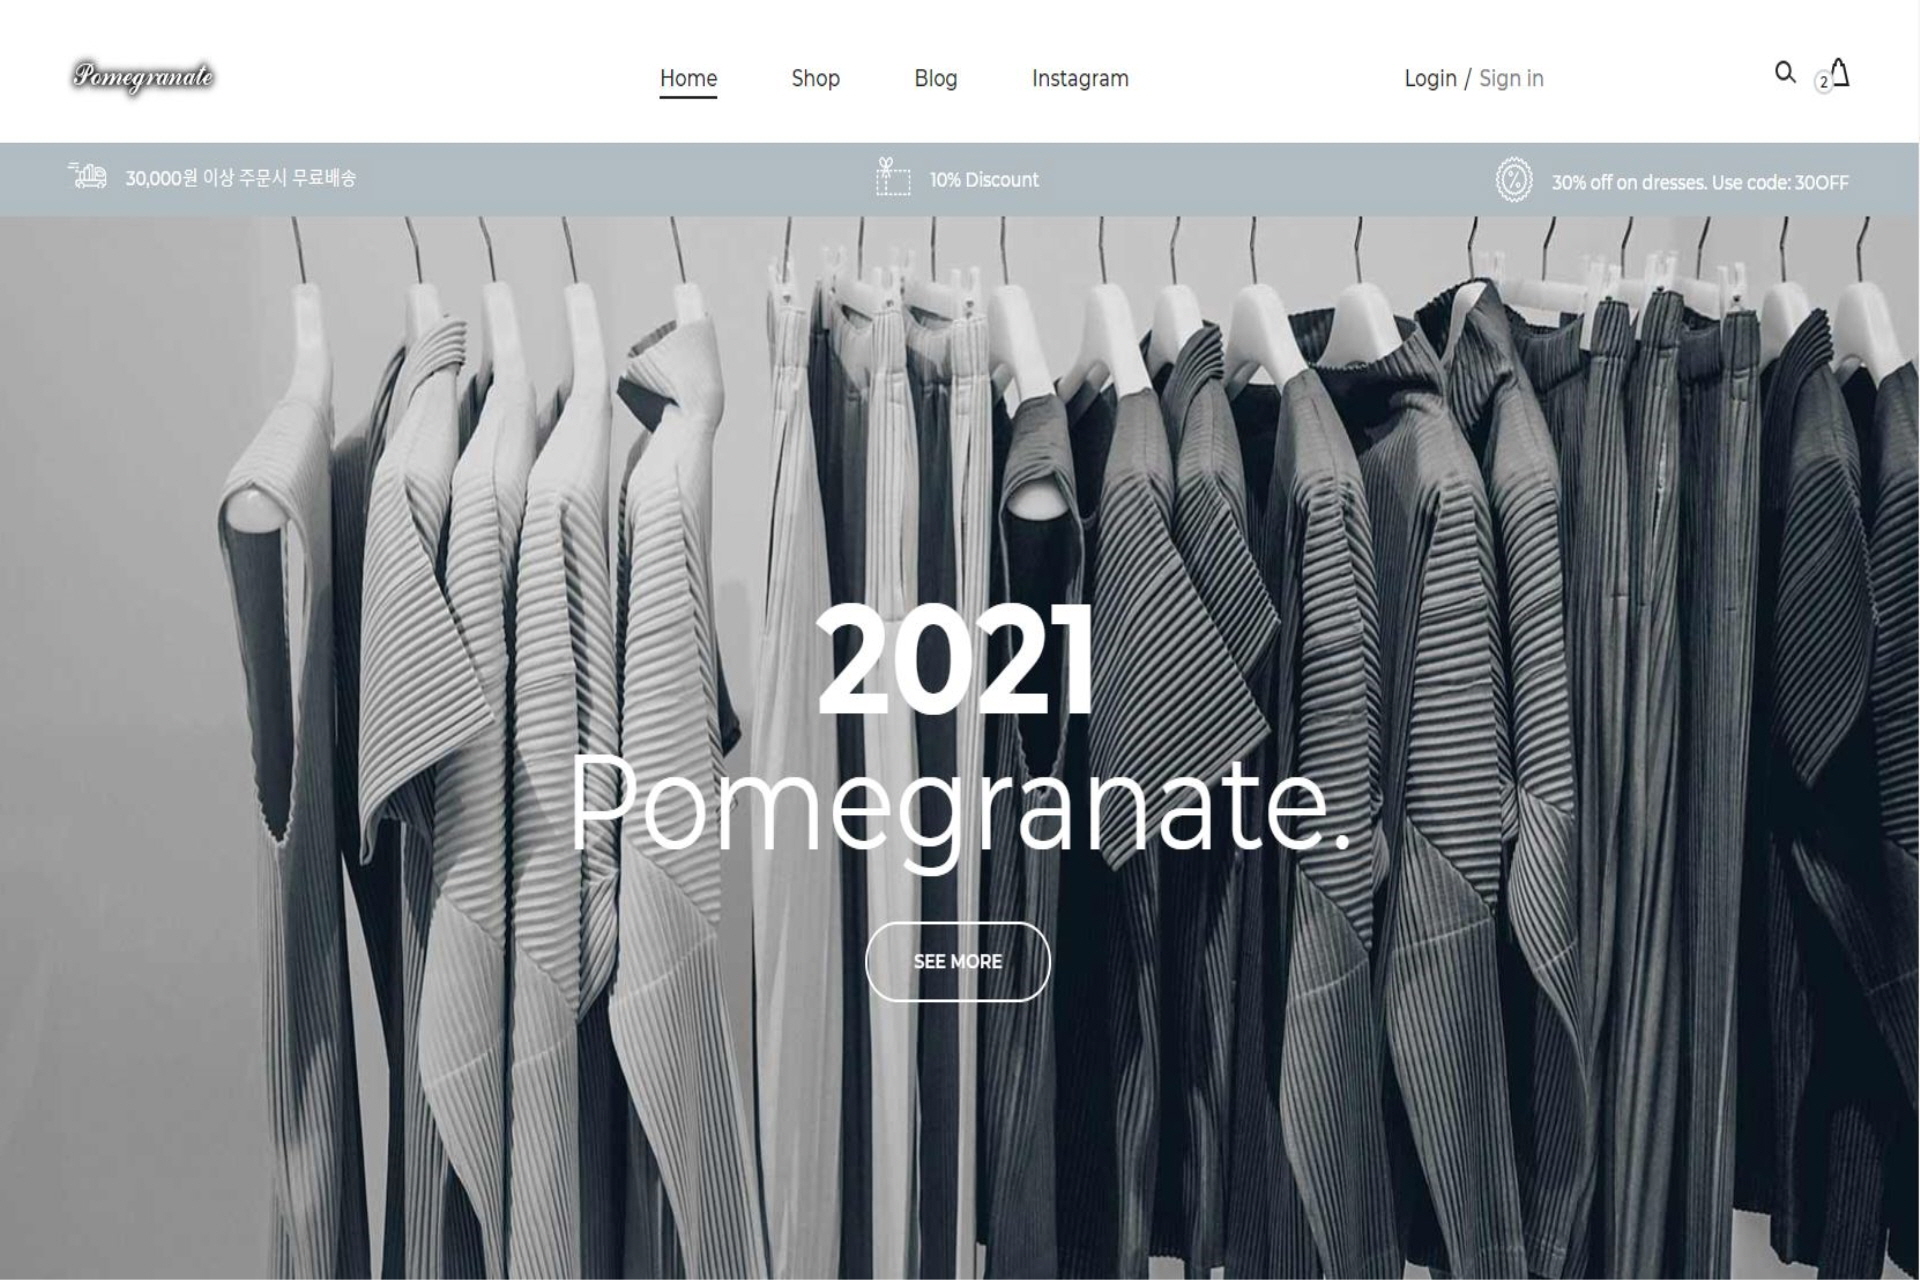 Pomegranate
Home Shop Blog Instagram Login / Sign in 2
30,000원 이상 주문시 무료배송 10% Discount 30% off on dresses. Use code: 30OFF
2021
Pomegranate.
SEE MORE